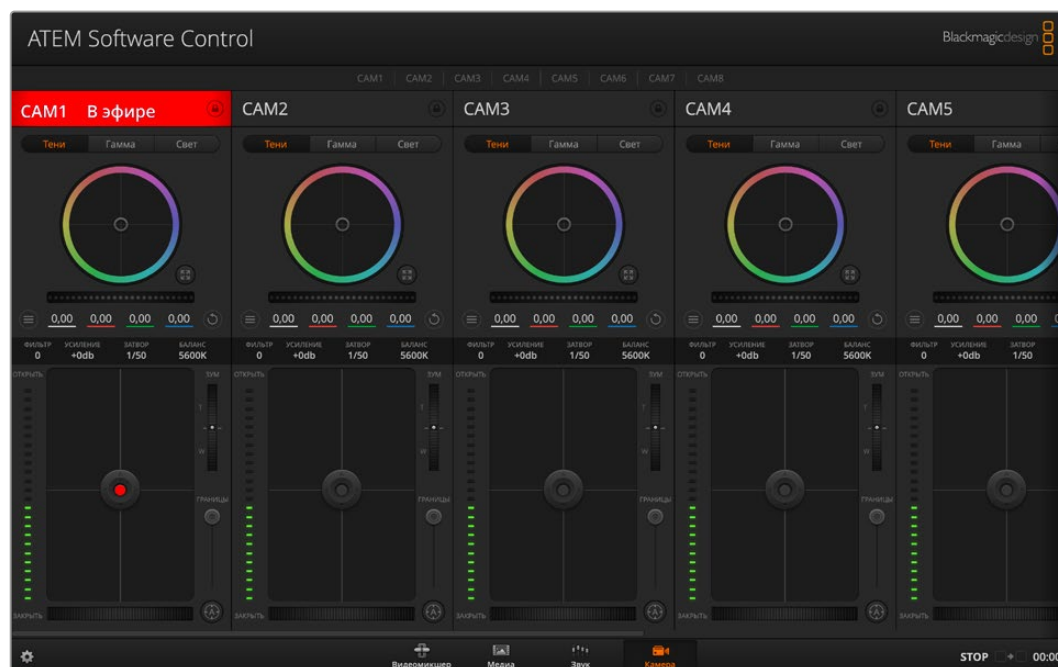 ATEM Software Control
Blackmagicdesign
CAM1 CAM2 CAM3 CAM4 CAM5 CAM6 CAM7 CAM8
CAM1 В эфире CAM2 CAM3 CAM4 CAM5
Тени Гамма Свет Тени Гамма Свет Тени Гамма Свет Тени Гамма Свет Тени Гамма
0,00 0,00 0,00 0,00 0,00 0,00 0,00 0,00 0,00 0,00 0,00 0,00 0,00 0,00 0,00 0,00 0,00 0,00 0,00
ФИЛЬТР УСИЛЕНИЕ ЗАТВОР БАЛАНС ФИЛЬТР УСИЛЕНИЕ ЗАТВОР БАЛАНС ФИЛЬТР УСИЛЕНИЕ ЗАТВОР БАЛАНС ФИЛЬТР УСИЛЕНИЕ ЗАТВОР БАЛАНС ФИЛЬТР УСИЛЕНИЕ ЗАТВОР
0 +0db 1/50 5600K 0 +0db 1/50 5600K 0 +0db 1/50 5600K 0 +0db 1/50 5600K 0 +0db 1/50
ОТКРЫТЬ ЗУМ ОТКРЫТЬ ЗУМ ОТКРЫТЬ ЗУМ ОТКРЫТЬ ЗУМ ОТКРЫТЬ
T T T T
W W W W
ГРАНИЦЫ ГРАНИЦЫ ГРАНИЦЫ ГРАНИЦЫ
ЗАКРЫТЬ A ЗАКРЫТЬ A ЗАКРЫТЬ A ЗАКРЫТЬ A ЗАКРЫТЬ
Видеомикшер Медиа Звук Камера STOP 00:00